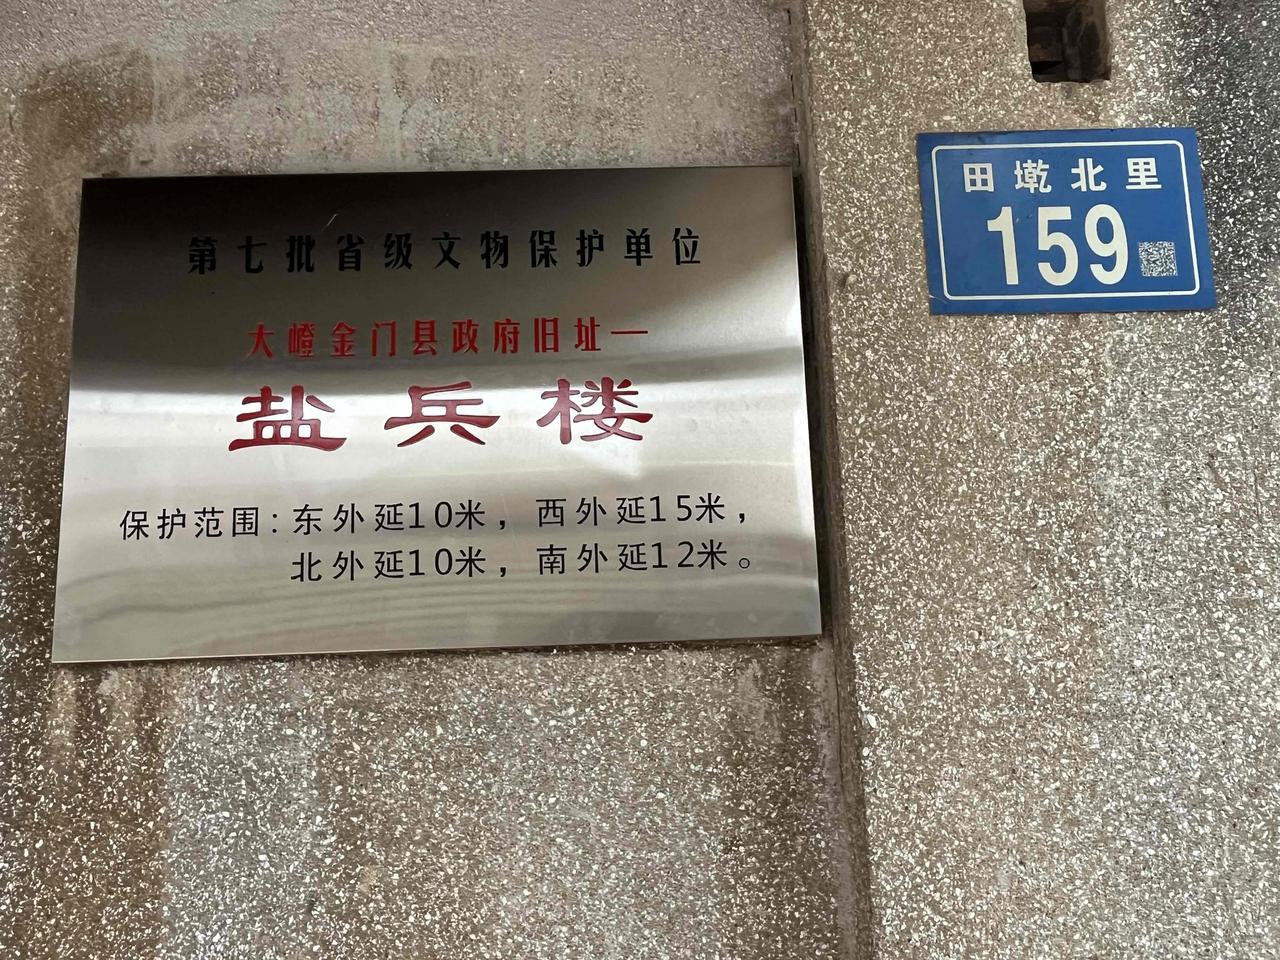 第七批省级文物保护单位
大嶝金门县政府旧址—
盐兵楼
保护范围：东外延10米，西外延15米，
北外延10米，南外延12米。
田墘北里
159